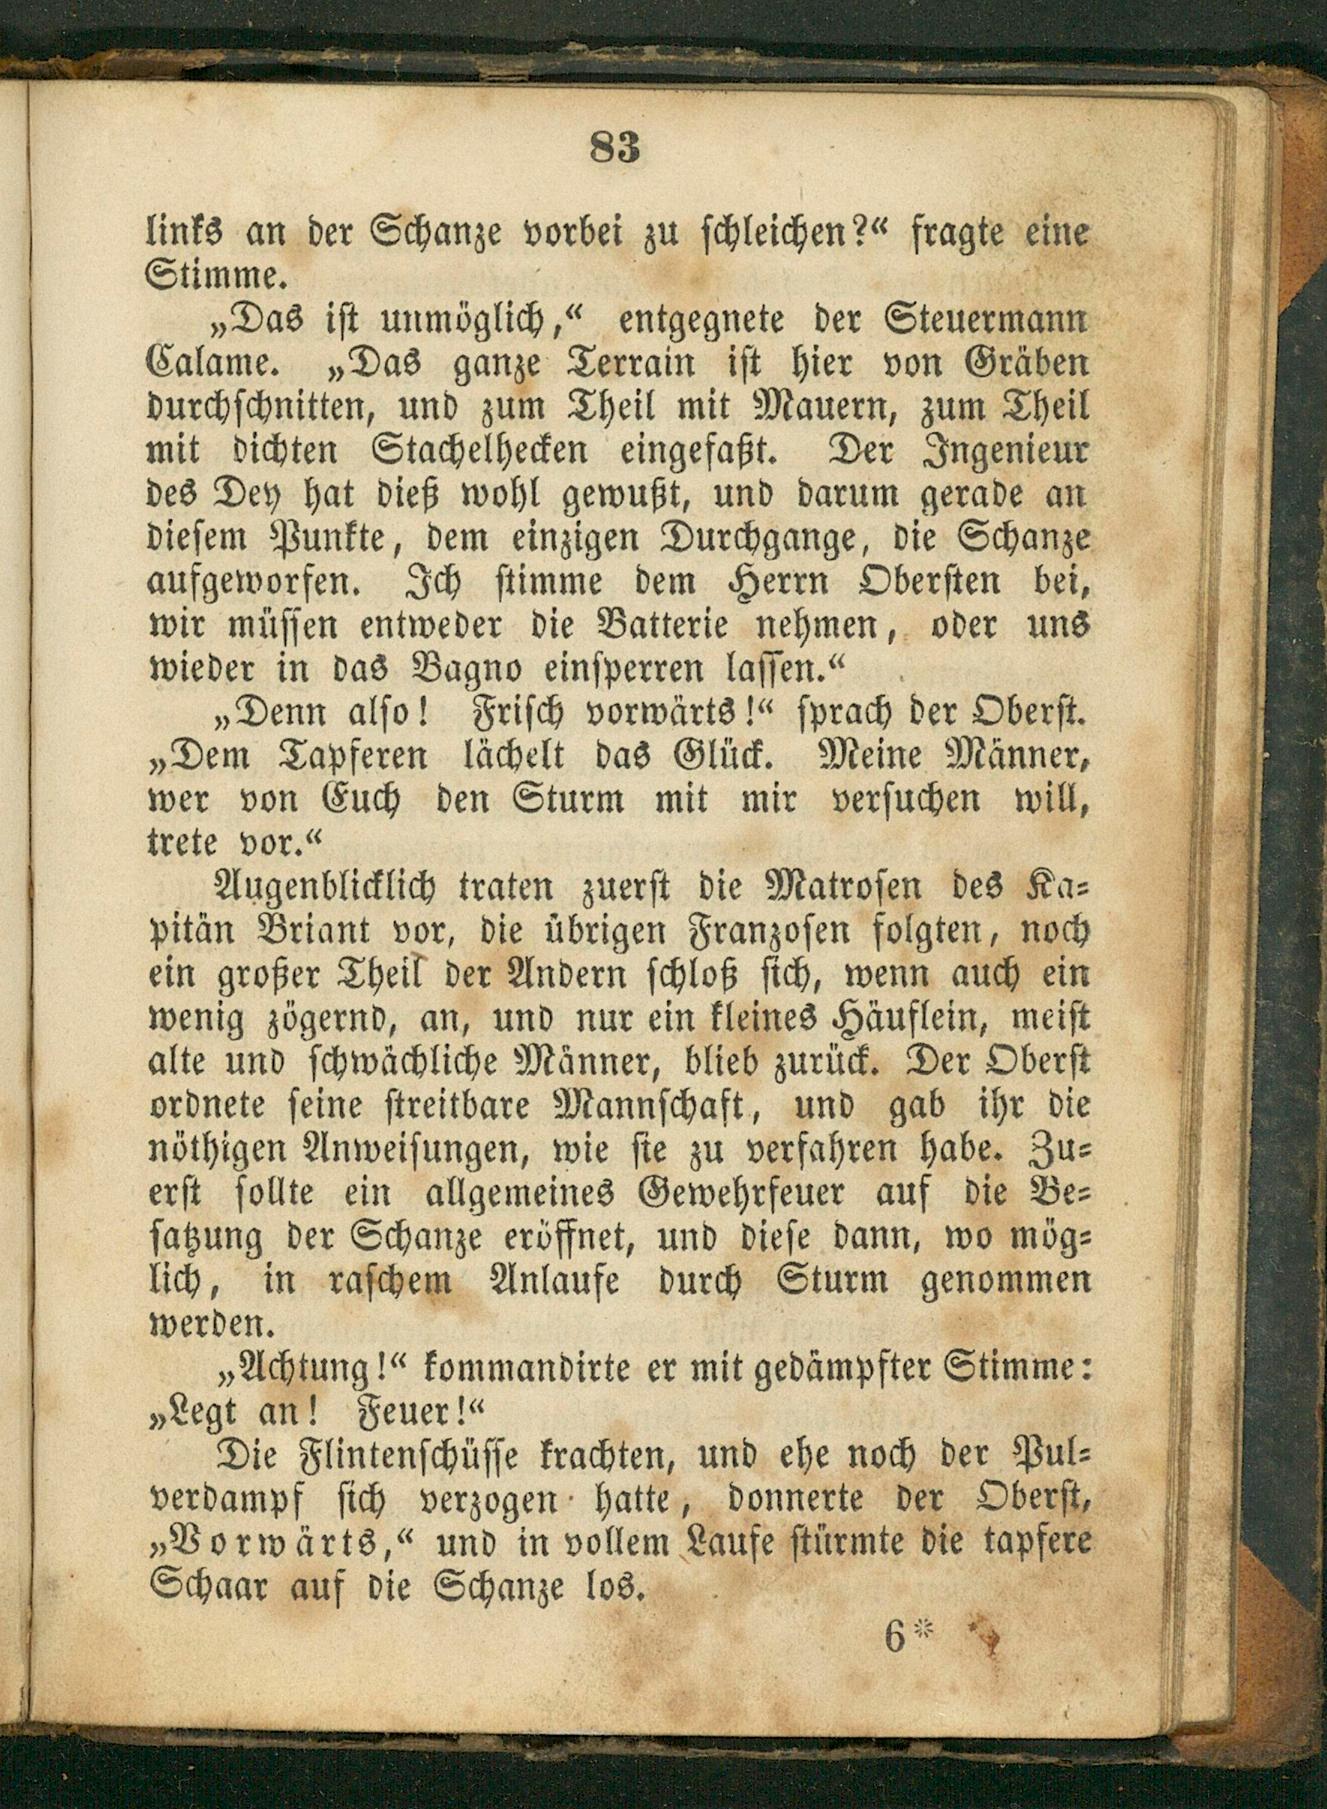 83
links an der Schanze vorbei zu schleichen?“ fragte eine
Stimme.
„Das ist unmöglich,“ entgegnete der Steuermann
Calame. „Das ganze Terrain ist hier von Gräben
durchschnitten, und zum Theil mit Mauern, zum Theil
mit dichten Stachelhecken eingefaßt. Der Ingenieur
des Dey hat dieß wohl gewußt, und darum gerade an
diesem Punkte, dem einzigen Durchgange, die Schanze
aufgeworfen. Ich stimme dem Herrn Obersten bei,
wir müssen entweder die Batterie nehmen, oder uns
wieder in das Bagno einsperren lassen.“
„Denn also! Frisch vorwärts!“ sprach der Oberst.
„Dem Tapferen lächelt das Glück. Meine Männer,
wer von Euch den Sturm mit mir versuchen will,
trete vor.“
Augenblicklich traten zuerst die Matrosen des Ka-
pitän Briant vor, die übrigen Franzosen folgten, noch
ein großer Theil der Andern schloß sich, wenn auch ein
wenig zögernd, an, und nur ein kleines Häuflein, meist
alte und schwächliche Männer, blieb zurück. Der Oberst
ordnete seine streitbare Mannschaft, und gab ihr die
nöthigen Anweisungen, wie sie zu verfahren habe. Zu-
erst sollte ein allgemeines Gewehrfeuer auf die Be-
satzung der Schanze eröffnet, und diese dann, wo mög-
lich, in raschem Anlaufe durch Sturm genommen
werden.
„Achtung!“ kommandirte er mit gedämpfter Stimme:
„Legt an! Feuer!“
Die Flintenschüsse krachten, und ehe noch der Pul-
verdampf sich verzogen hatte, donnerte der Oberst,
„Vorwärts,“ und in vollem Laufe stürmte die tapfere
Schaar auf die Schanze los.
6*